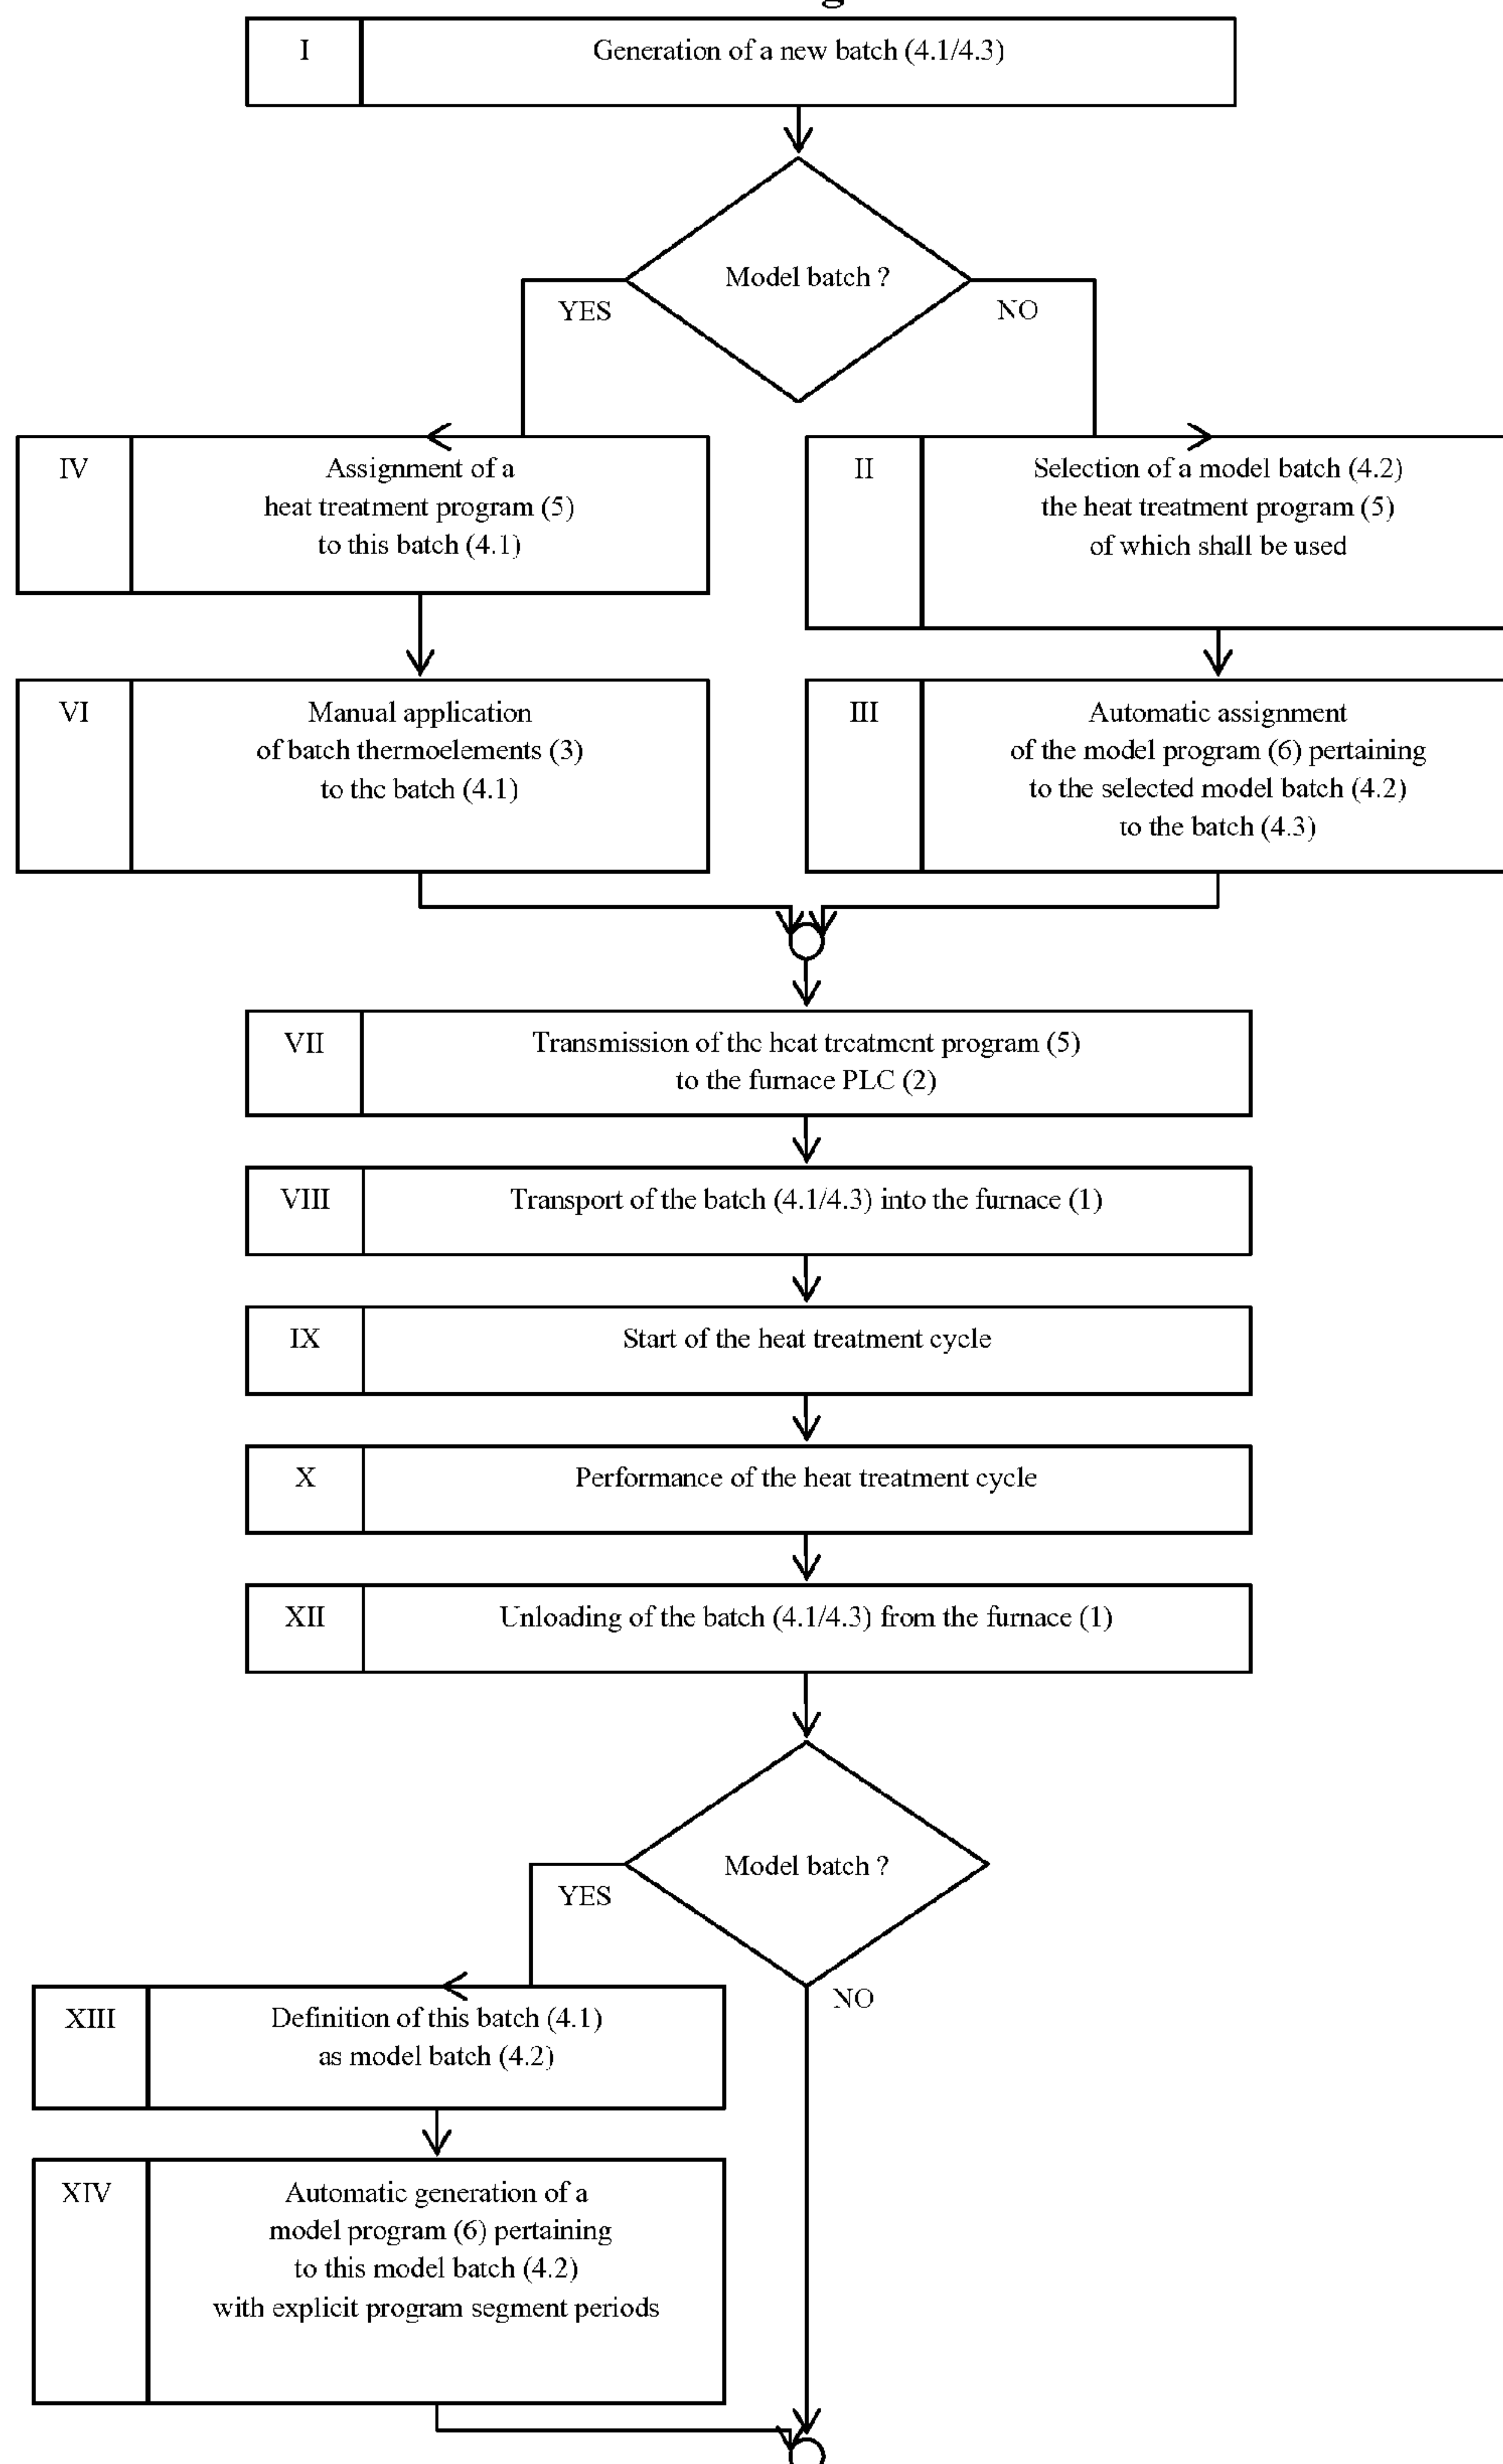 I
Generation of a new batch (4.1/4.3)
Model batch ?
YES
NO
IV
Assignment of a
heat treatment program (5)
to this batch (4.1)
II
Selection of a model batch (4.2)
the heat treatment program (5)
of which shall be used
VI
Manual application
of batch thermoelements (3)
to the batch (4.1)
III
Automatic assignment
of the model program (6) pertaining
to the selected model batch (4.2)
to the batch (4.3)
VII
Transmission of the heat treatment program (5)
to the furnace PLC (2)
VIII
Transport of the batch (4.1/4.3) into the furnace (1)
IX
Start of the heat treatment cycle
X
Performance of the heat treatment cycle
XII
Unloading of the batch (4.1/4.3) from the furnace (1)
Model batch ?
YES
NO
XIII
Definition of this batch (4.1)
as model batch (4.2)
XIV
Automatic generation of a
model program (6) pertaining
to this model batch (4.2)
with explicit program segment periods